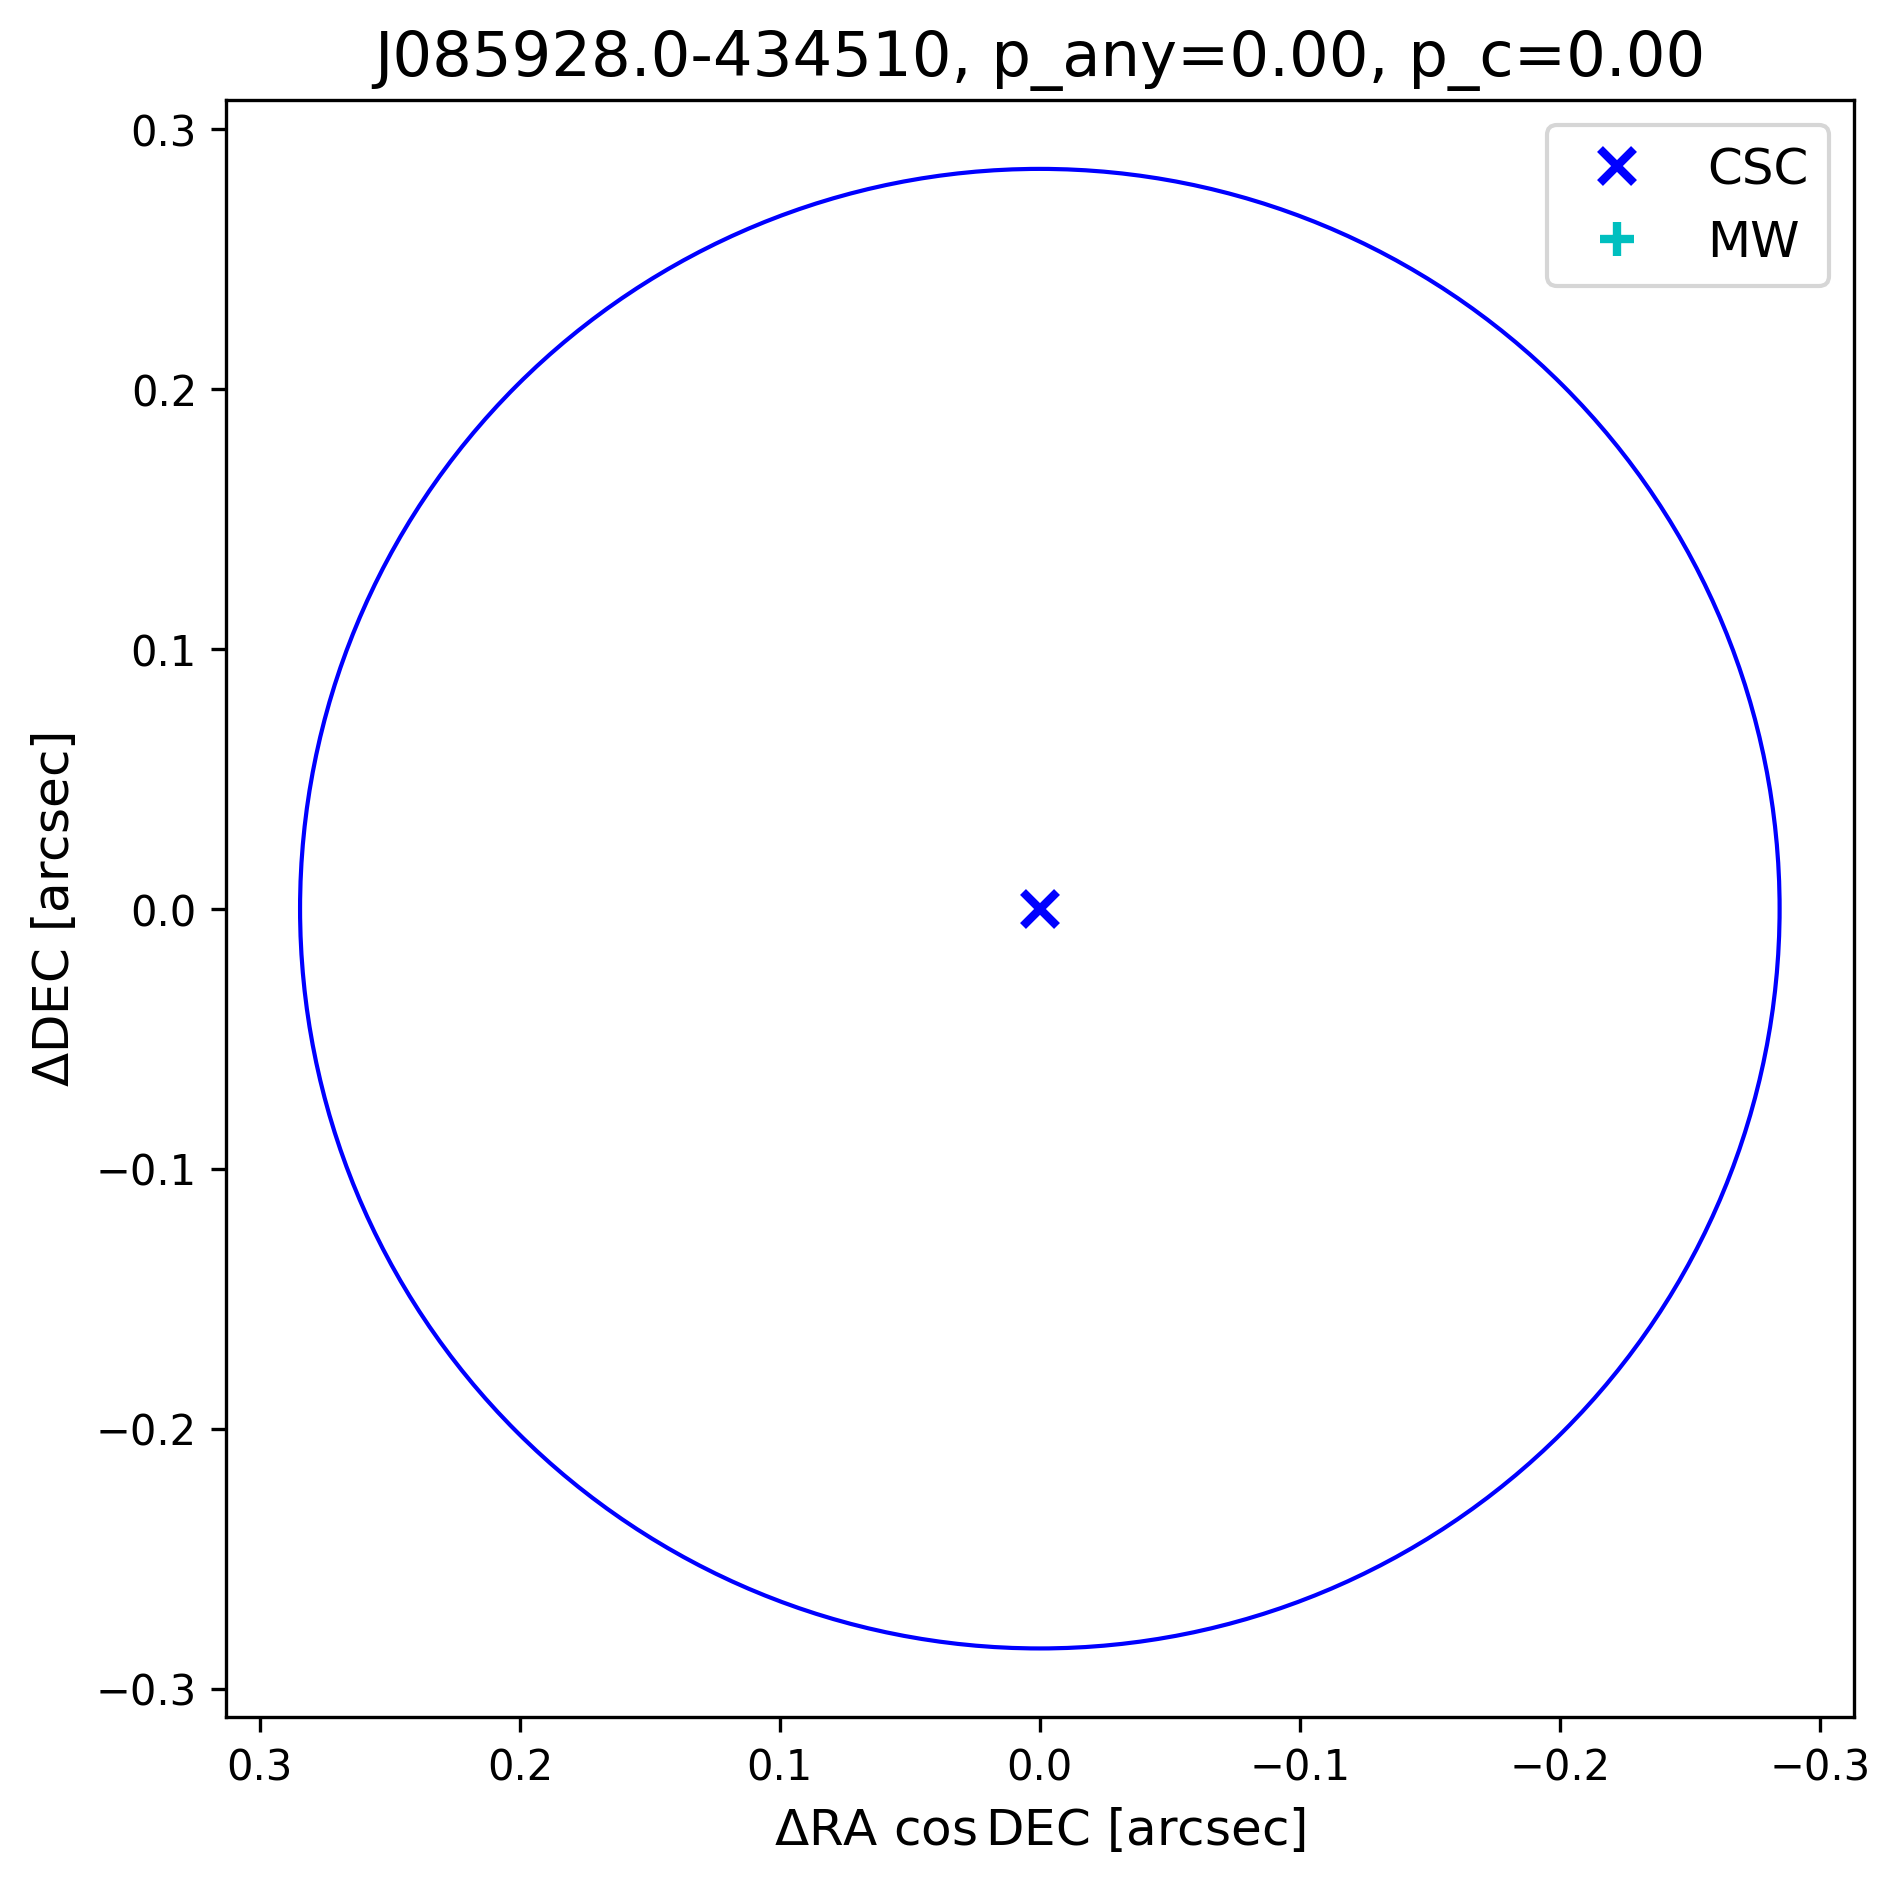 J085928.0-434510, p_any=0.00, p_c=0.00
CSC
MW
0.3
0.2
0.1
0.0
−0.1
−0.2
−0.3
ΔDEC [arcsec]
0.3 0.2 0.1 0.0 −0.1 −0.2 −0.3
ΔRA cos DEC [arcsec]